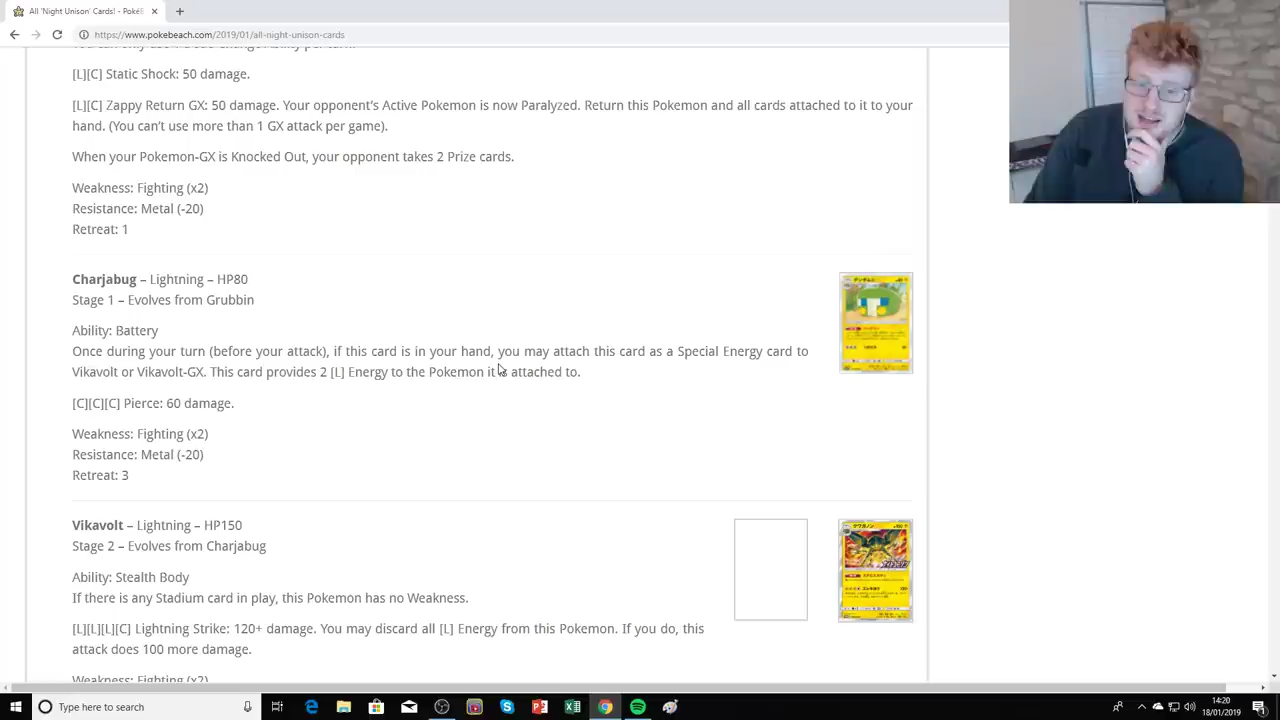 All 'Night Unison' Cards! - PokéB
https://www.pokebeach.com/2019/01/all-night-unison-cards
[L][C] Static Shock: 50 damage.
[L][C] Zappy Return GX: 50 damage. Your opponent's Active Pokemon is now Paralyzed. Return this Pokemon and all cards attached to it to your
hand. (You can't use more than 1 GX attack per game).
When your Pokemon-GX is Knocked Out, your opponent takes 2 Prize cards.
Weakness: Fighting (x2)
Resistance: Metal (-20)
Retreat: 1
Charjabug – Lightning – HP80
Stage 1 – Evolves from Grubbin
Ability: Battery
Once during your turn (before your attack), if this card is in your hand, you may attach this card as a Special Energy card to
Vikavolt or Vikavolt-GX. This card provides 2 [L] Energy to the Pokemon it is attached to.
[C][C][C] Pierce: 60 damage.
Weakness: Fighting (x2)
Resistance: Metal (-20)
Retreat: 3
Vikavolt – Lightning – HP150
Stage 2 – Evolves from Charjabug
Ability: Stealth Body
If there is any Stadium card in play, this Pokemon has no Weakness.
[L][L][L][C] Lightning Strike: 120+ damage. You may discard all [L] Energy from this Pokemon. If you do, this
attack does 100 more damage.
Weakness: Fighting (x2)
Type here to search
14:20
18/01/2019